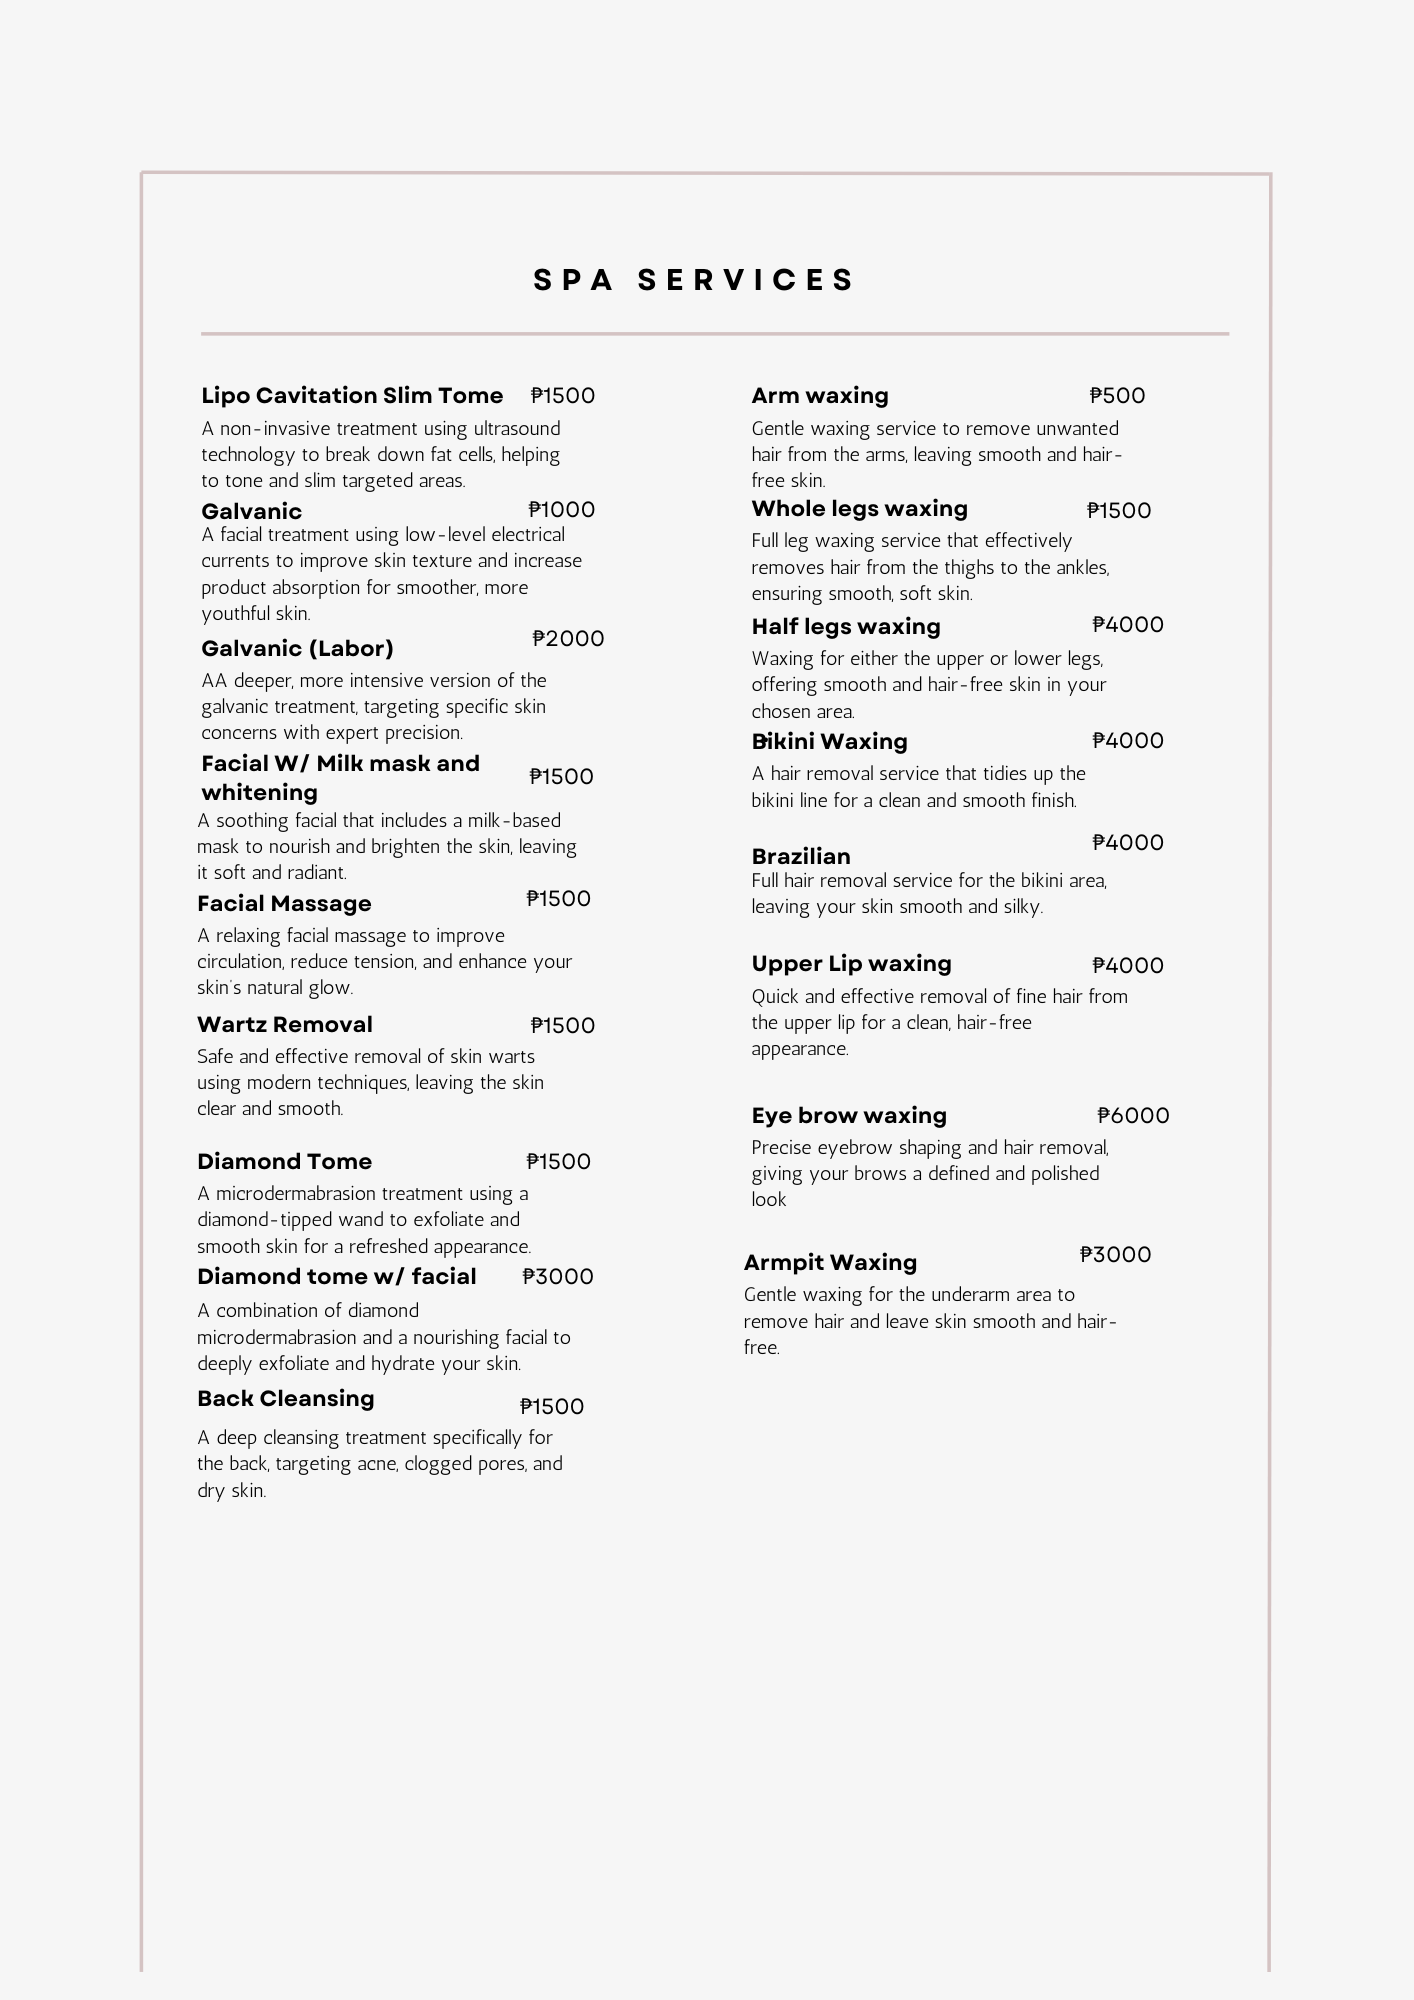 SPA SERVICES
Lipo Cavitation Slim Tome ₱1500
A non-invasive treatment using ultrasound
technology to break down fat cells, helping
to tone and slim targeted areas.
Galvanic ₱1000
A facial treatment using low-level electrical
currents to improve skin texture and increase
product absorption for smoother, more
youthful skin.
Galvanic (Labor) ₱2000
AA deeper, more intensive version of the
galvanic treatment, targeting specific skin
concerns with expert precision.
Facial W/ Milk mask and
whitening ₱1500
A soothing facial that includes a milk-based
mask to nourish and brighten the skin, leaving
it soft and radiant.
Facial Massage ₱1500
A relaxing facial massage to improve
circulation, reduce tension, and enhance your
skin's natural glow.
Wartz Removal ₱1500
Safe and effective removal of skin warts
using modern techniques, leaving the skin
clear and smooth.
Diamond Tome ₱1500
A microdermabrasion treatment using a
diamond-tipped wand to exfoliate and
smooth skin for a refreshed appearance.
Diamond tome w/ facial ₱3000
A combination of diamond
microdermabrasion and a nourishing facial to
deeply exfoliate and hydrate your skin.
Back Cleansing ₱1500
A deep cleansing treatment specifically for
the back, targeting acne, clogged pores, and
dry skin.
Arm waxing ₱500
Gentle waxing service to remove unwanted
hair from the arms, leaving smooth and hair-
free skin.
Whole legs waxing ₱1500
Full leg waxing service that effectively
removes hair from the thighs to the ankles,
ensuring smooth, soft skin.
Half legs waxing ₱4000
Waxing for either the upper or lower legs,
offering smooth and hair-free skin in your
chosen area.
Bikini Waxing ₱4000
A hair removal service that tidies up the
bikini line for a clean and smooth finish.
Brazilian ₱4000
Full hair removal service for the bikini area,
leaving your skin smooth and silky.
Upper Lip waxing ₱4000
Quick and effective removal of fine hair from
the upper lip for a clean, hair-free
appearance.
Eye brow waxing ₱6000
Precise eyebrow shaping and hair removal,
giving your brows a defined and polished
look
Armpit Waxing ₱3000
Gentle waxing for the underarm area to
remove hair and leave skin smooth and hair-
free.